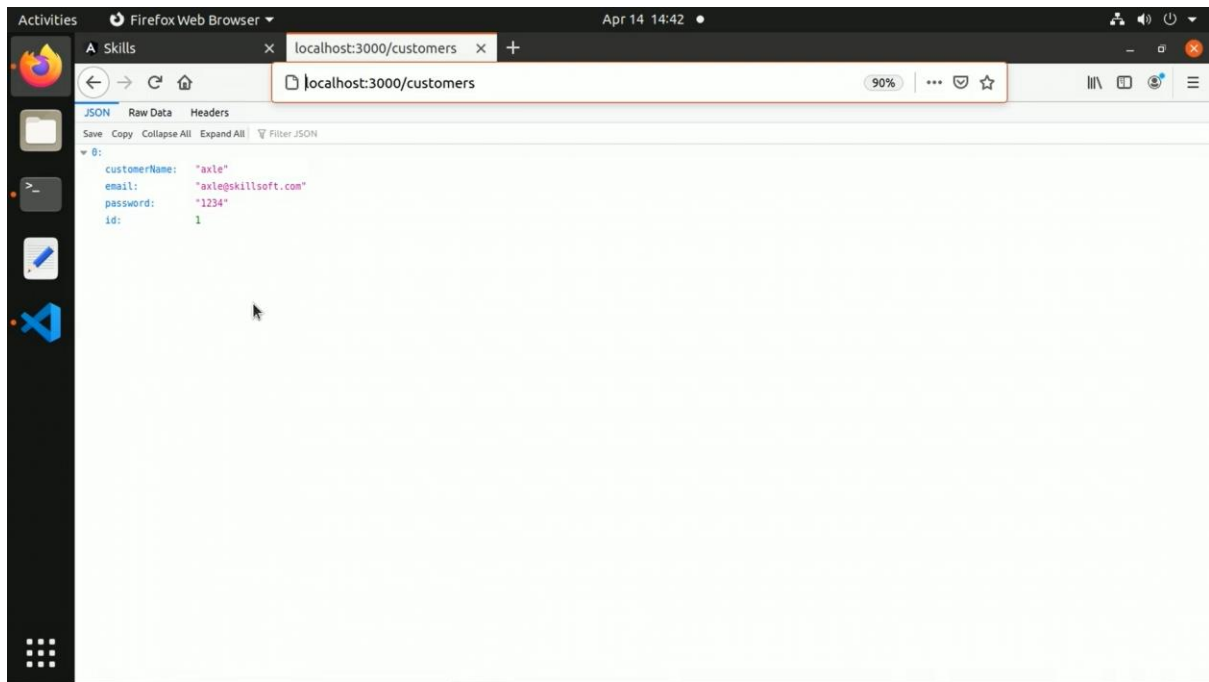 Activities Firefox Web Browser Apr 14 14:42
Skills localhost:3000/customers
localhost:3000/customers 90%
JSON Raw Data Headers
Save Copy Collapse All Expand All Filter JSON
0:
customerName: "axle"
email: "axle@skillsoft.com"
password: "1234"
id: 1